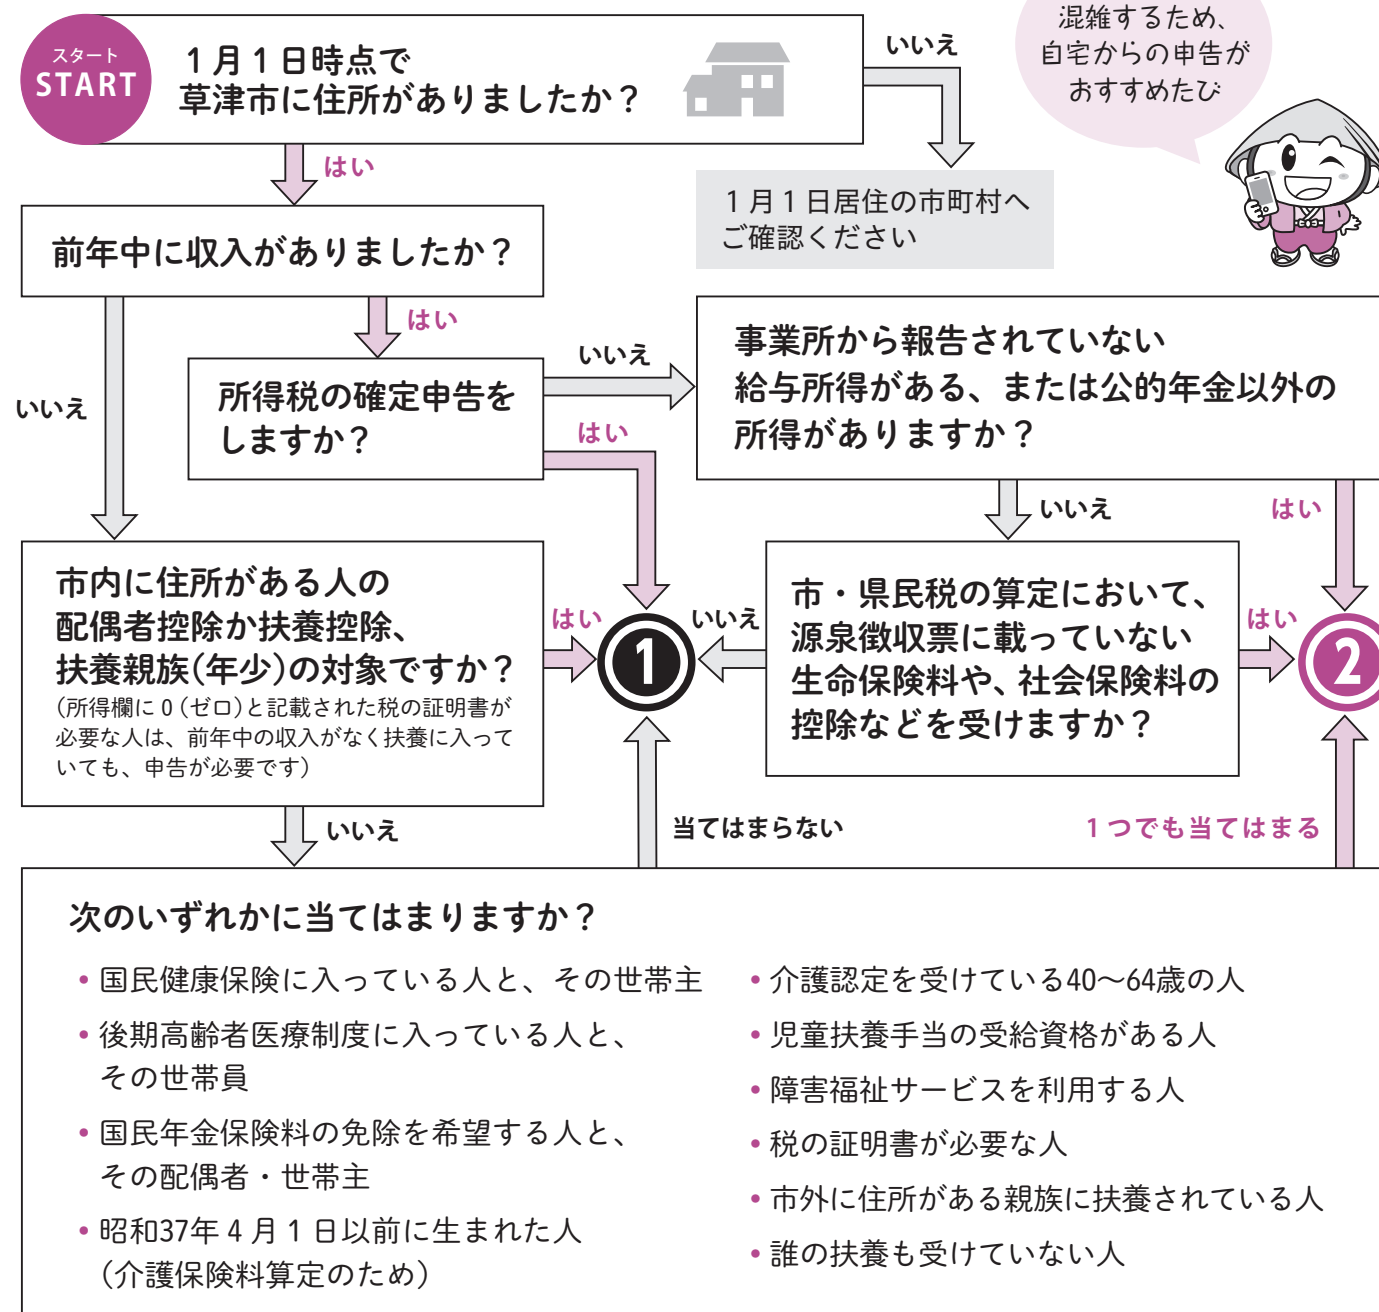 混雑するため、
自宅からの申告が
おすすめたび
スタート
START
1月1日時点で
草津市に住所がありましたか？
いいえ
はい
1月1日居住の市町村へ
ご確認ください
前年中に収入がありましたか？
はい
いいえ
所得税の確定申告を
しますか？
いいえ
はい
事業所から報告されていない
給与所得がある、または公的年金以外の
所得がありますか？
いいえ
はい
市内に住所がある人の
配偶者控除か扶養控除、
扶養親族(年少)の対象ですか？
(所得欄に0(ゼロ)と記載された税の証明書が
必要な人は、前年中の収入がなく扶養に入って
いても、申告が必要です)
はい
いいえ
1
いいえ
市・県民税の算定において、
源泉徴収票に載っていない
生命保険料や、社会保険料の
控除などを受けますか？
はい
2
当てはまらない
1つでも当てはまる
次のいずれかに当てはまりますか？
・国民健康保険に入っている人と、その世帯主
・後期高齢者医療制度に入っている人と、
その世帯員
・国民年金保険料の免除を希望する人と、
その配偶者・世帯主
・昭和37年4月1日以前に生まれた人
(介護保険料算定のため)
・介護認定を受けている40〜64歳の人
・児童扶養手当の受給資格がある人
・障害福祉サービスを利用する人
・税の証明書が必要な人
・市外に住所がある親族に扶養されている人
・誰の扶養も受けていない人